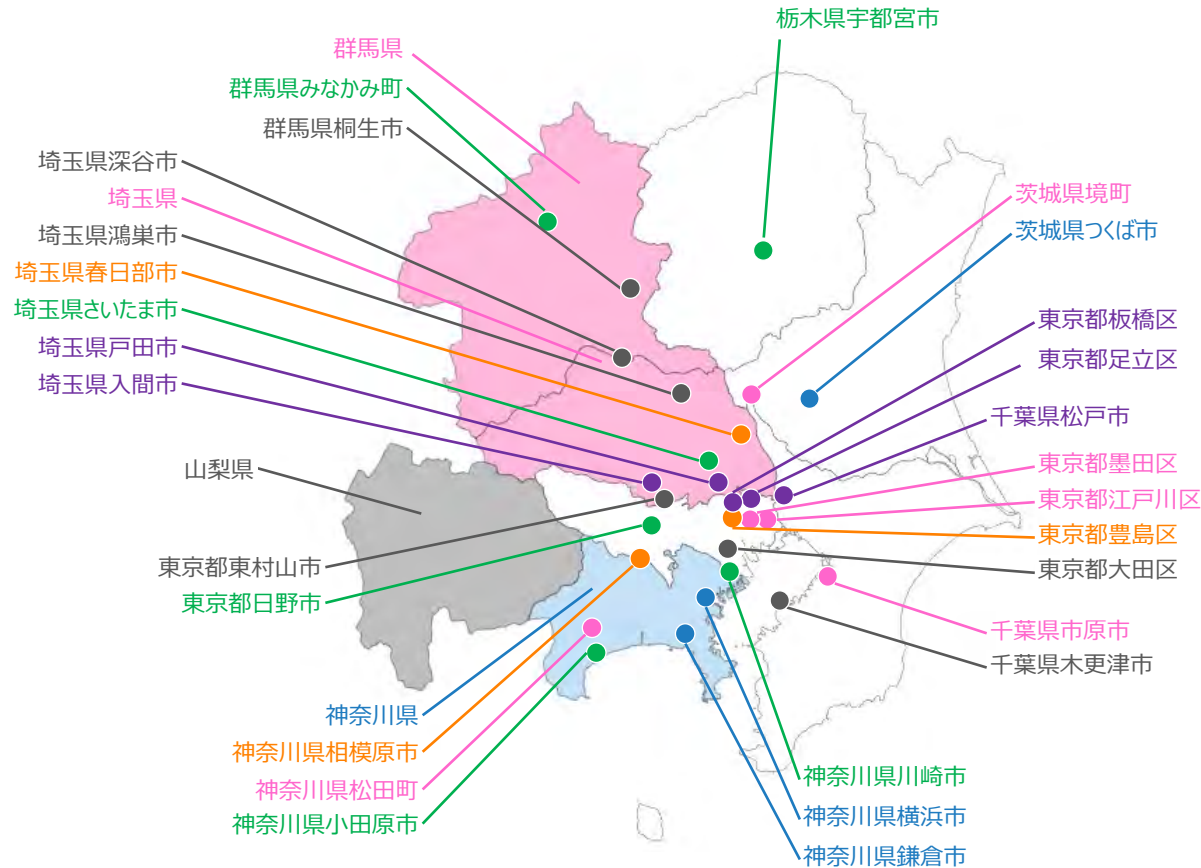 栃木県宇都宮市
群馬県
群馬県みなかみ町
群馬県桐生市
埼玉県深谷市
埼玉県
埼玉県鴻巣市
埼玉県春日部市
埼玉県さいたま市
埼玉県戸田市
埼玉県入間市
山梨県
東京都東村山市
東京都日野市
神奈川県
神奈川県相模原市
神奈川県松田町
神奈川県小田原市
茨城県境町
茨城県つくば市
東京都板橋区
東京都足立区
千葉県松戸市
東京都墨田区
東京都江戸川区
東京都豊島区
東京都大田区
千葉県市原市
千葉県木更津市
神奈川県川崎市
神奈川県横浜市
神奈川県鎌倉市